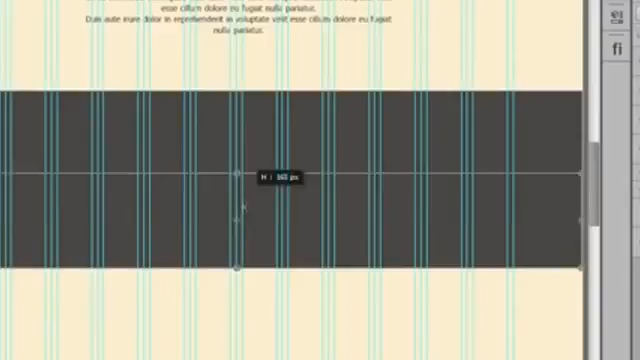 esse cillum dolore eu fugiat nulla pariatur.
Duis aute irure dolor in reprehenderit in voluptate velit esse cillum dolore eu fugiat
nulla pariatur.
H : 165 px
fi